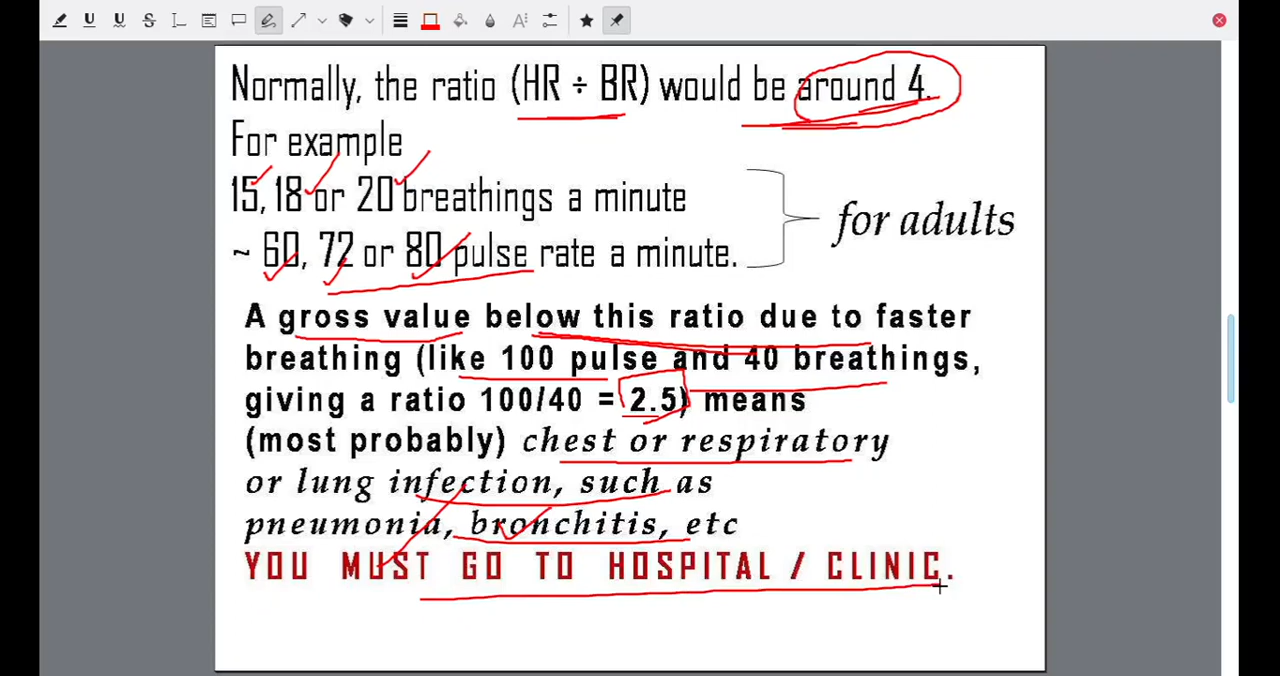 Normally, the ratio (HR ÷ BR) would be around 4.
For example
15, 18 or 20 breathings a minute
~ 60, 72 or 80 pulse rate a minute.
for adults
A gross value below this ratio due to faster
breathing (like 100 pulse and 40 breathings,
giving a ratio 100/40 = 2.5) means
(most probably) chest or respiratory
or lung infection, such as
pneumonia, bronchitis, etc
YOU MUST GO TO HOSPITAL / CLINIC.